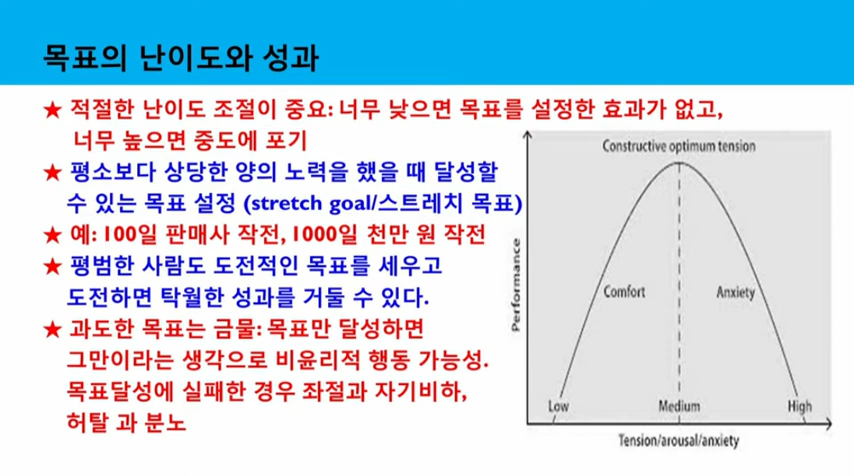 목표의 난이도와 성과
★ 적절한 난이도 조절이 중요: 너무 낮으면 목표를 설정한 효과가 없고,
너무 높으면 중도에 포기
★ 평소보다 상당한 양의 노력을 했을 때 달성할
수 있는 목표 설정 (stretch goal/스트레치 목표)
★ 예: 100일 판매사 작전, 1000일 천만 원 작전
★ 평범한 사람도 도전적인 목표를 세우고
도전하면 탁월한 성과를 거둘 수 있다.
★ 과도한 목표는 금물: 목표만 달성하면
그만이라는 생각으로 비윤리적 행동 가능성.
목표달성에 실패한 경우 좌절과 자기비하,
허탈 과 분노
Constructive optimum tension
Performance
Comfort
Anxiety
Low
Medium
High
Tension/arousal/anxiety